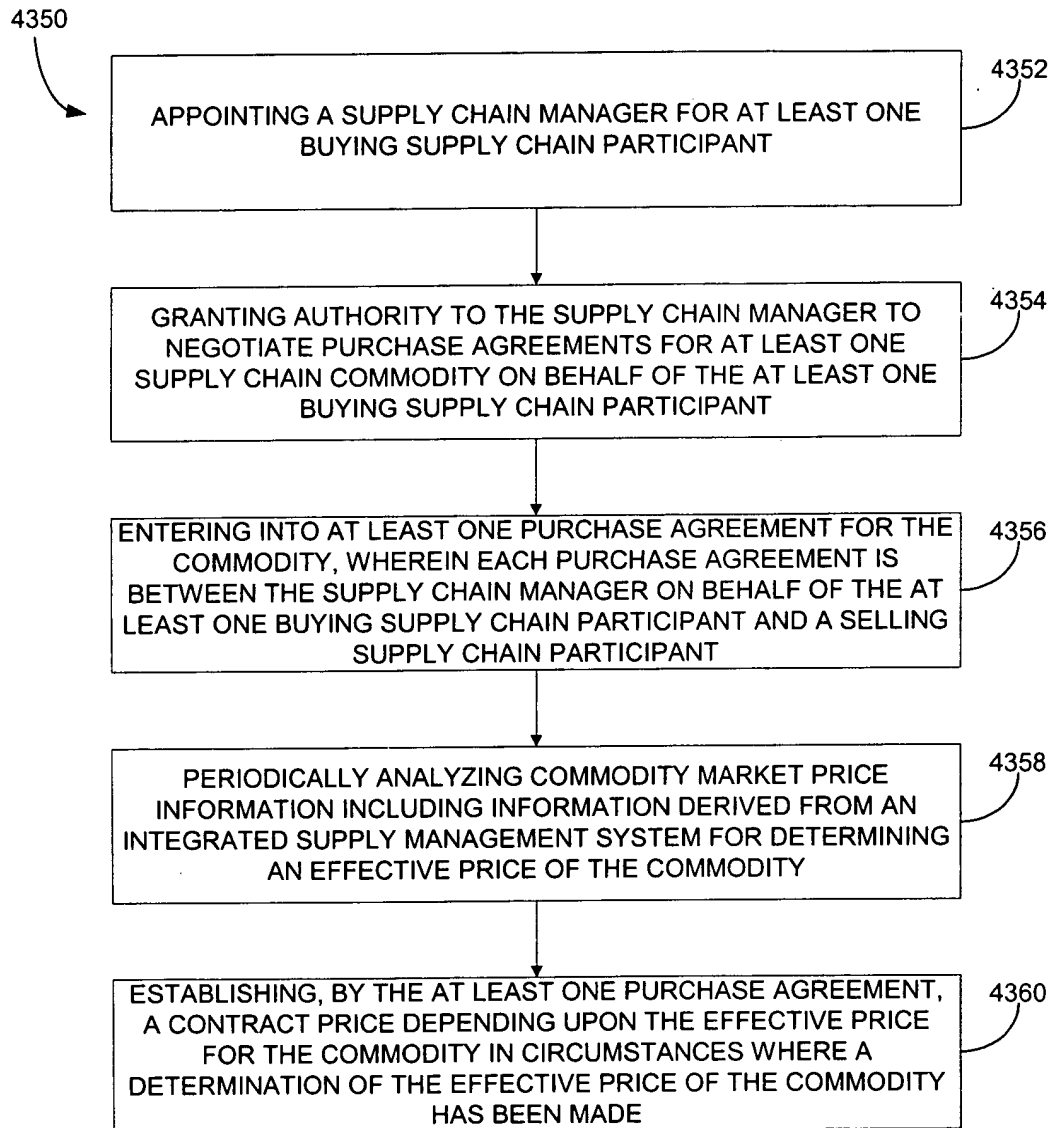 4350
4352
APPOINTING A SUPPLY CHAIN MANAGER FOR AT LEAST ONE
BUYING SUPPLY CHAIN PARTICIPANT
4354
GRANTING AUTHORITY TO THE SUPPLY CHAIN MANAGER TO
NEGOTIATE PURCHASE AGREEMENTS FOR AT LEAST ONE
SUPPLY CHAIN COMMODITY ON BEHALF OF THE AT LEAST ONE
BUYING SUPPLY CHAIN PARTICIPANT
4356
ENTERING INTO AT LEAST ONE PURCHASE AGREEMENT FOR THE
COMMODITY, WHEREIN EACH PURCHASE AGREEMENT IS
BETWEEN THE SUPPLY CHAIN MANAGER ON BEHALF OF THE AT
LEAST ONE BUYING SUPPLY CHAIN PARTICIPANT AND A SELLING
SUPPLY CHAIN PARTICIPANT
4358
PERIODICALLY ANALYZING COMMODITY MARKET PRICE
INFORMATION INCLUDING INFORMATION DERIVED FROM AN
INTEGRATED SUPPLY MANAGEMENT SYSTEM FOR DETERMINING
AN EFFECTIVE PRICE OF THE COMMODITY
4360
ESTABLISHING, BY THE AT LEAST ONE PURCHASE AGREEMENT,
A CONTRACT PRICE DEPENDING UPON THE EFFECTIVE PRICE
FOR THE COMMODITY IN CIRCUMSTANCES WHERE A
DETERMINATION OF THE EFFECTIVE PRICE OF THE COMMODITY
HAS BEEN MADE